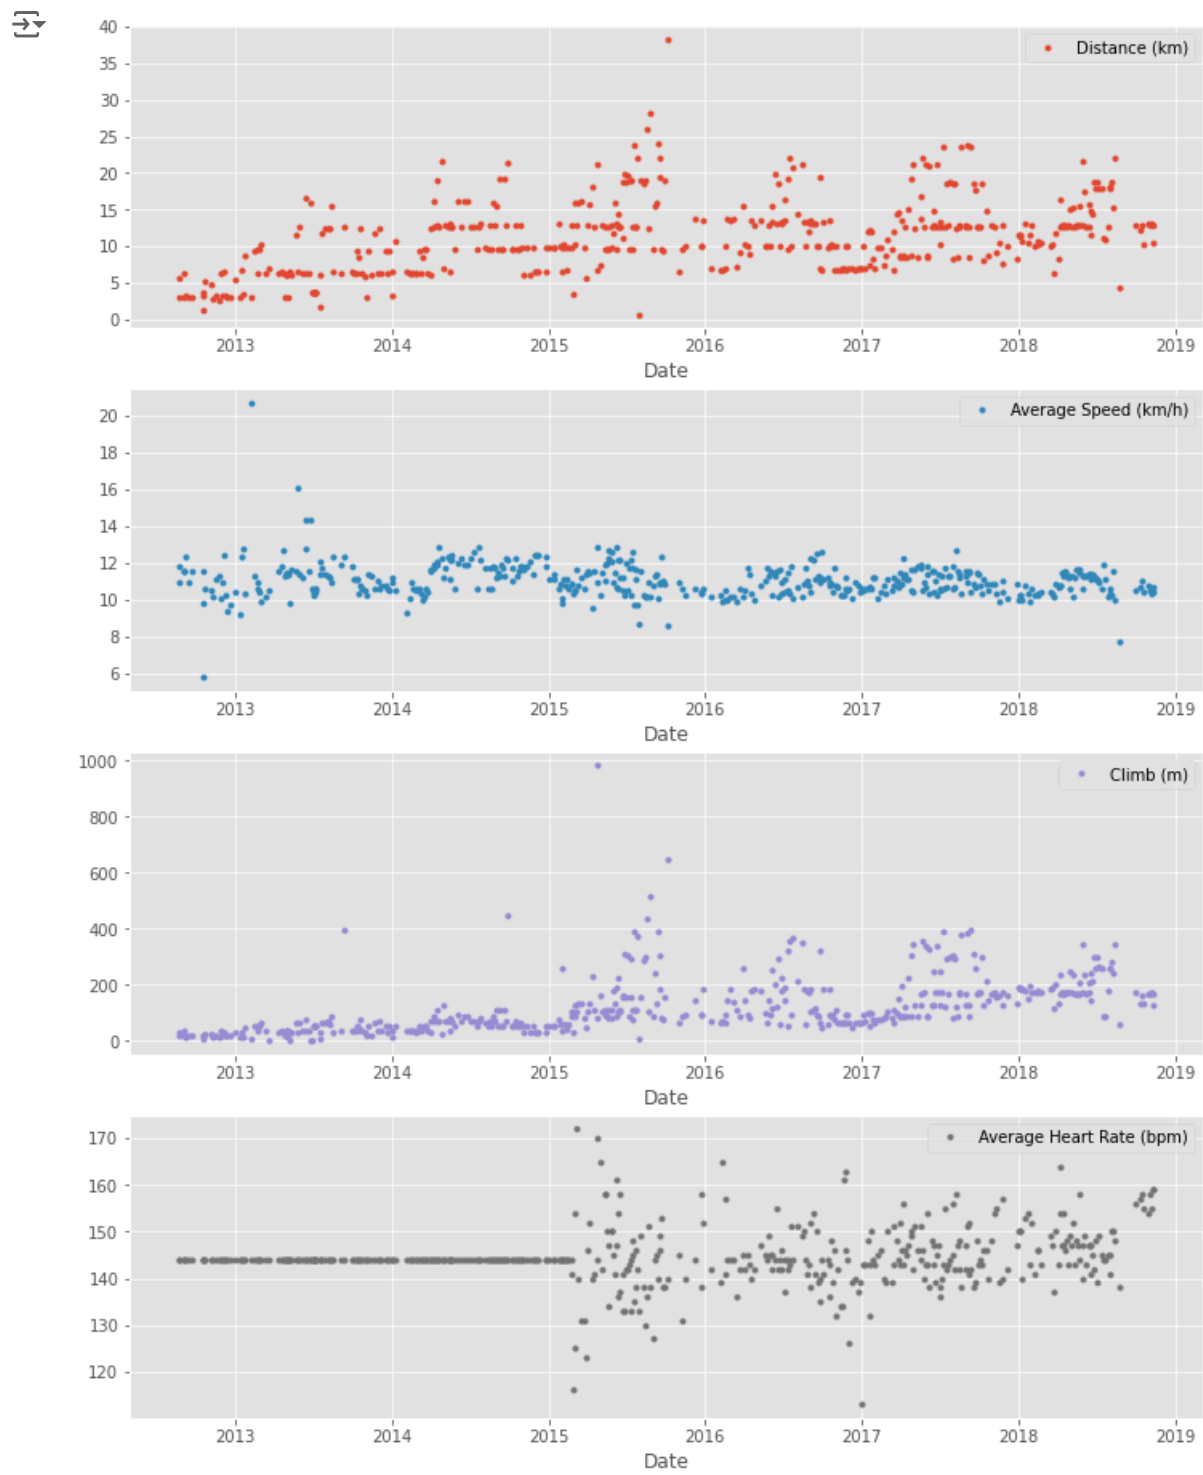 40
Distance (km)
35
30
25
20
15
10
5
0
2013 2014 2015 2016 2017 2018 2019
Date
Average Speed (km/h)
20
18
16
14
12
10
8
6
2013 2014 2015 2016 2017 2018 2019
Date
1000
Climb (m)
800
600
400
200
0
2013 2014 2015 2016 2017 2018 2019
Date
170
Average Heart Rate (bpm)
160
150
140
130
120
2013 2014 2015 2016 2017 2018 2019
Date